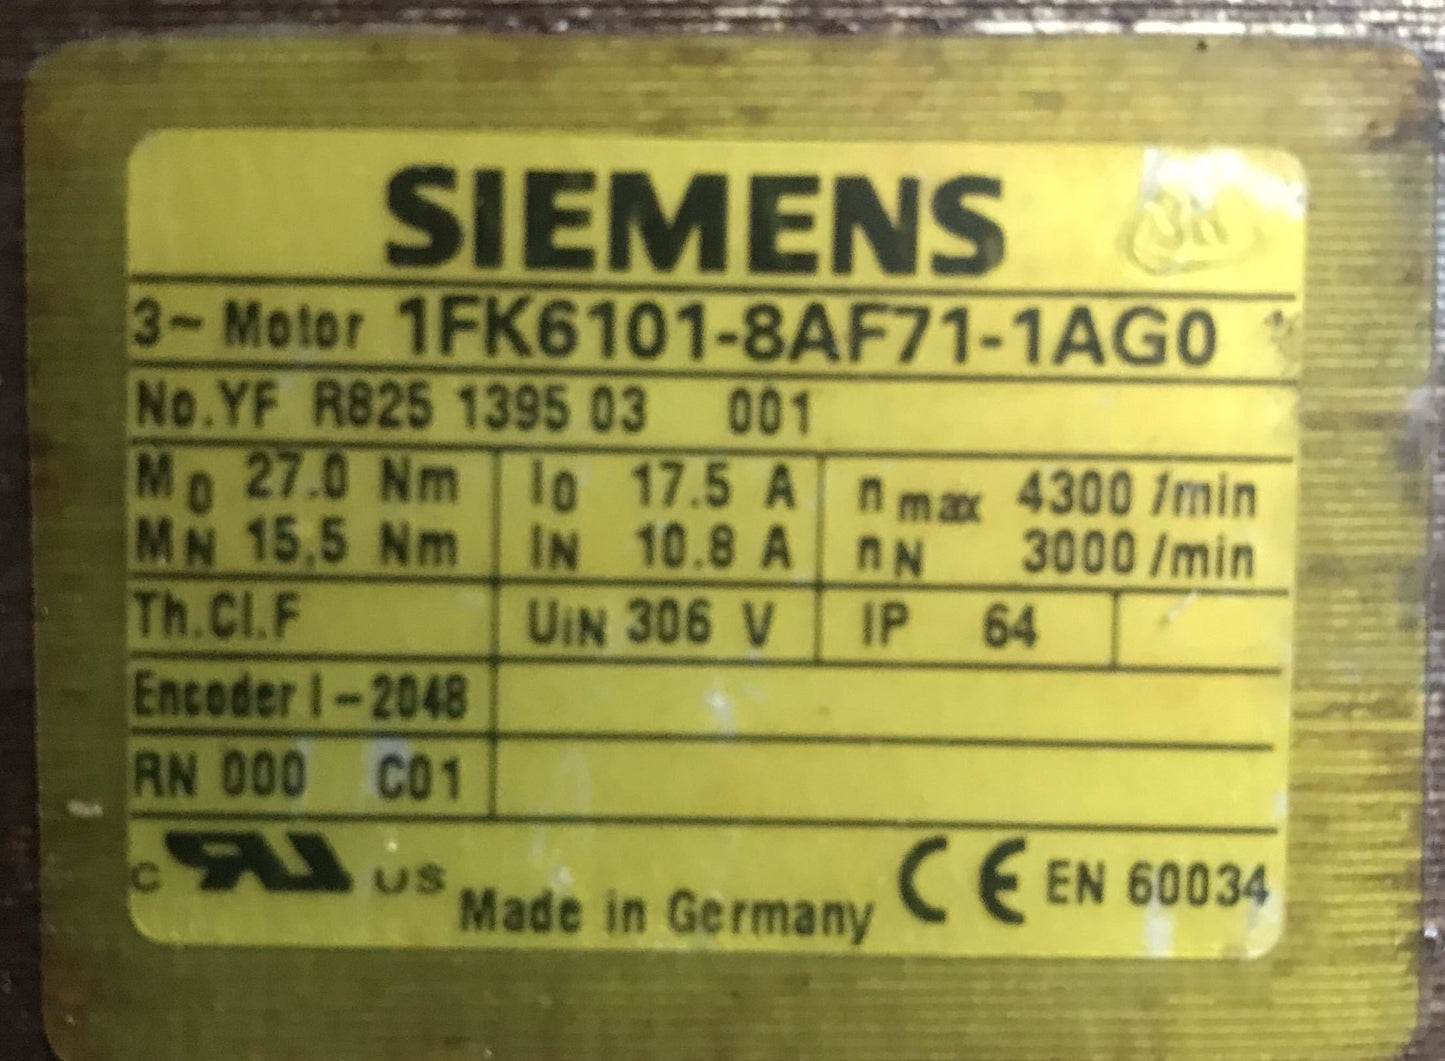 SIEMENS
3~ Motor 1FK6101-8AF71-1AG0
No.YF R825 1395 03 001
M0 27.0 Nm I0 17.5 A nmax 4300 /min
MN 15.5 Nm IN 10.8 A nN 3000 /min
Th.Cl.F UiN 306 V IP 64
Encoder I-2048
RN 000 C01
c RU US Made in Germany CE EN 60034